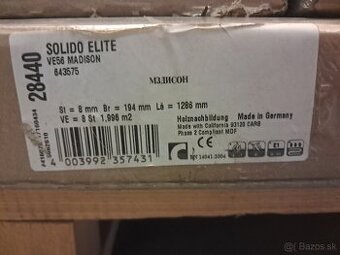 28440
SOLIDO ELITE
VE56 MADISON
643575
МЭДИСОН
St = 8 mm Br = 194 mm Lä = 1286 mm
VE = 8 St 1.996 m2
Holznachbildung Made in Germany
Made with California 93120 CARB
Phase 2 Compliant MDF
4 003992 357431
E1
© Bazos.sk